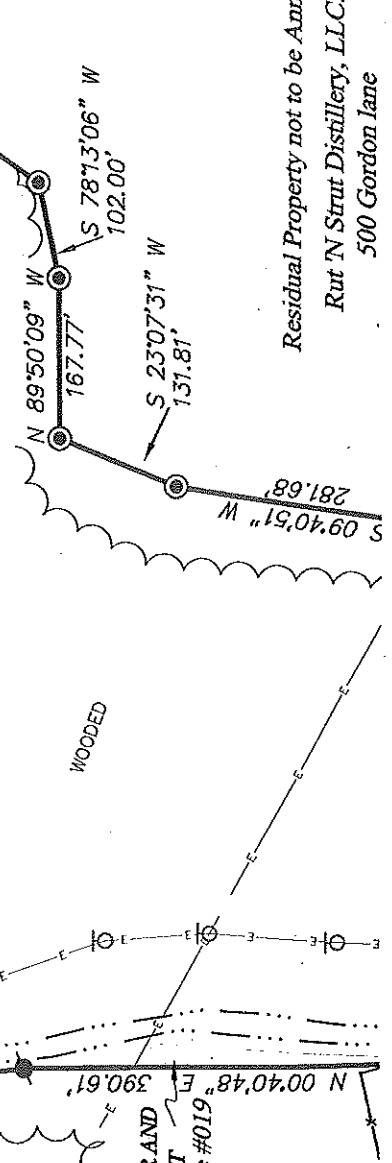 S 78°13'06" W
102.00'
N 89°50'09" W
167.77'
S 23°07'31" W
131.81'
S 09°40'51" W
281.68'
Residual Property not to be
Rut 'N Strut Distillery, LLC
500 Gordon lane
WOODED
E
E
E
E
E
E
E
E
E
E
E
N 00°40'48" E 390.61'
AND
#019